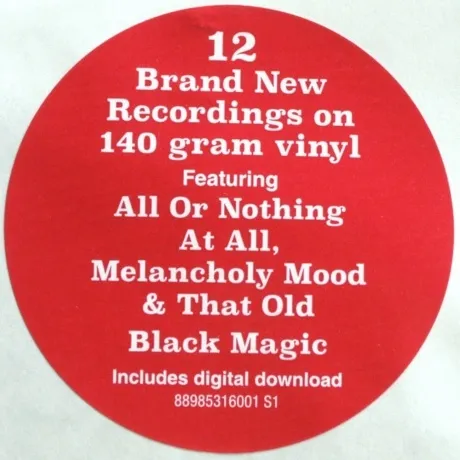 12
Brand New
Recordings on
140 gram vinyl
Featuring
All Or Nothing
At All,
Melancholy Mood
& That Old
Black Magic
Includes digital download
88985316001 S1